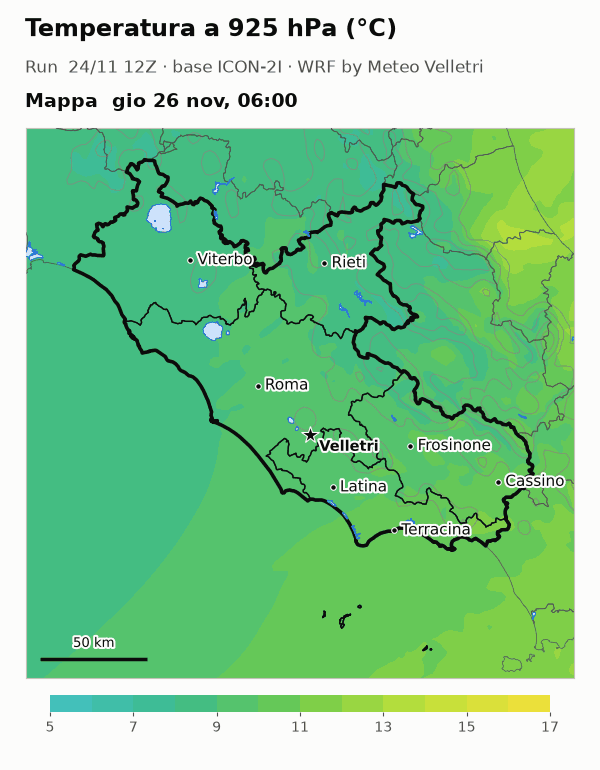 Temperatura a 925 hPa (°C)
Run  24/11 12Z · base ICON-2I · WRF by Meteo Velletri
Mappa  gio 26 nov, 06:00
Viterbo
Rieti
Roma
Velletri
Frosinone
Latina
Cassino
Terracina
50 km
5 7 9 11 13 15 17